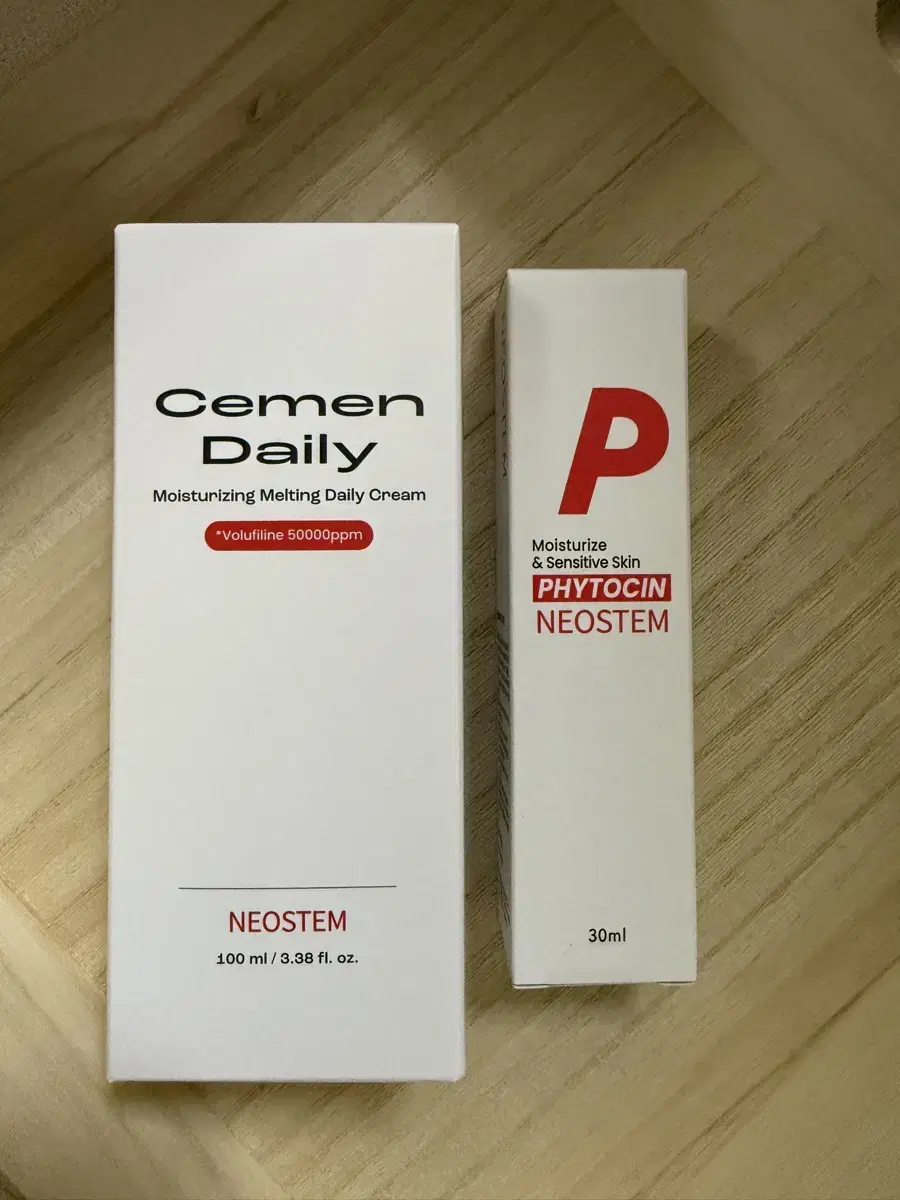 Cemen
Daily
Moisturizing Melting Daily Cream
*Volufiline 50000ppm
NEOSTEM
100 ml / 3.38 fl. oz.
P
Moisturize
& Sensitive Skin
PHYTOCIN
NEOSTEM
30ml